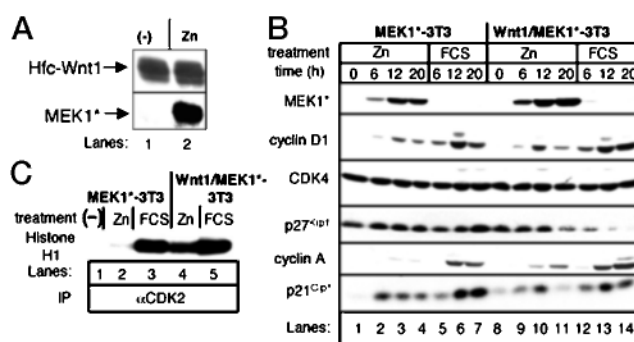 A
(-) Zn
Hfc-Wnt1
MEK1*
Lanes: 1 2
B
MEK1*-3T3 Wnt1/MEK1*-3T3
treatment Zn FCS Zn FCS
time (h) 0 6 12 20 6 12 20 0 6 12 20 6 12 20
MEK1*
cyclin D1
CDK4
p27
cyclin A
p21
Lanes: 1 2 3 4 5 6 7 8 9 10 11 12 13 14
C
MEK1*-3T3 Wnt1/MEK1*-3T3
treatment (-) Zn FCS Zn FCS
Histone H1
Lanes: 1 2 3 4 5
IP αCDK2